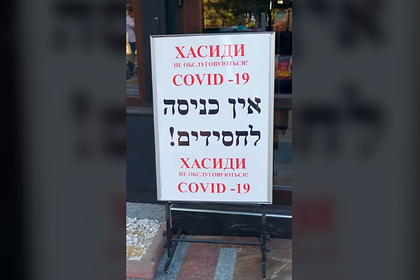 ХАСИДИ
НЕ ОБСЛУГОВУЮТЬСЯ!
COVID -19
אין כניסה
לחסידים!
ХАСИДИ
НЕ ОБСЛУГОВУЮТЬСЯ!
COVID -19